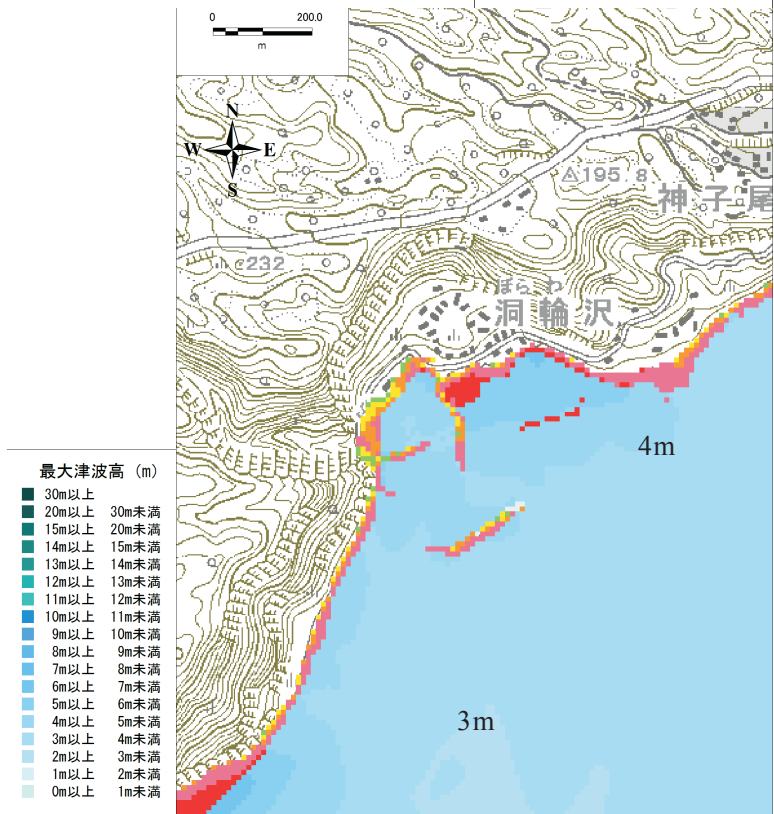 0 200.0
m
N
W E
S
195.8
神子尾
232
ほら わ
洞輪沢
4m
3m
最大津波高 (m)
30m以上
20m以上 30m未満
15m以上 20m未満
14m以上 15m未満
13m以上 14m未満
12m以上 13m未満
11m以上 12m未満
10m以上 11m未満
9m以上 10m未満
8m以上 9m未満
7m以上 8m未満
6m以上 7m未満
5m以上 6m未満
4m以上 5m未満
3m以上 4m未満
2m以上 3m未満
1m以上 2m未満
0m以上 1m未満